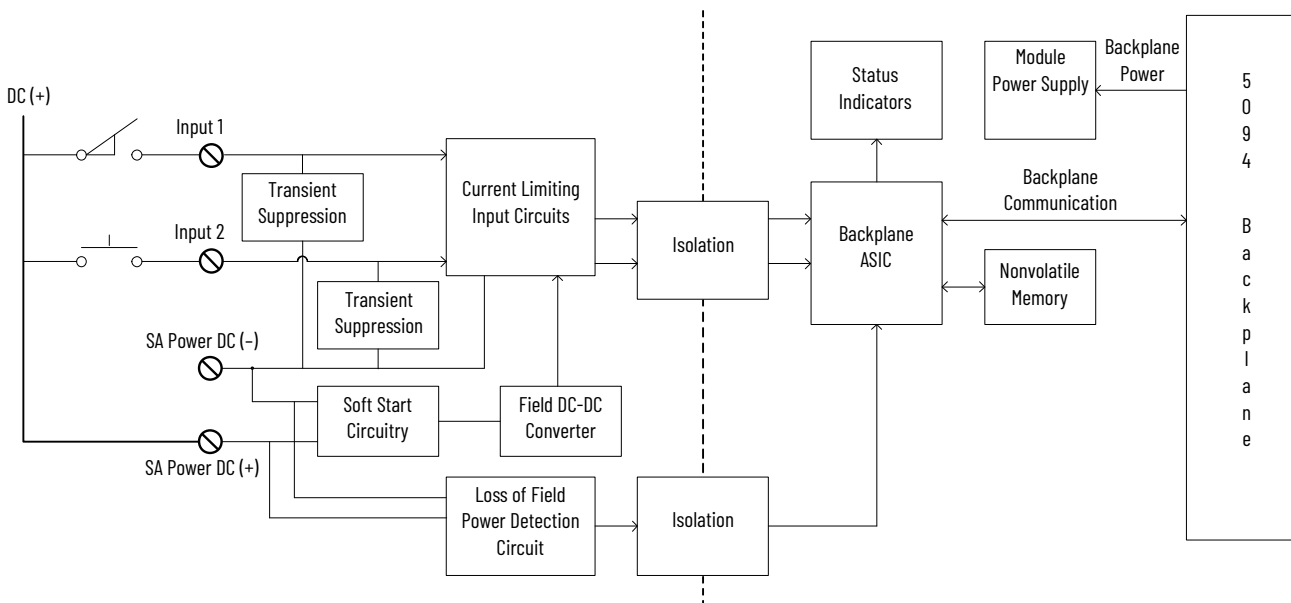 DC (+)
Input 1
Transient
Suppression
Input 2
Transient
Suppression
SA Power DC (-)
SA Power DC (+)
Current Limiting
Input Circuits
Soft Start
Circuitry
Field DC-DC
Converter
Loss of Field
Power Detection
Circuit
Isolation
Isolation
Status
Indicators
Backplane
ASIC
Module
Power Supply
Backplane
Power
Backplane
Communication
Nonvolatile
Memory
5
0
9
4
B
a
c
k
p
l
a
n
e